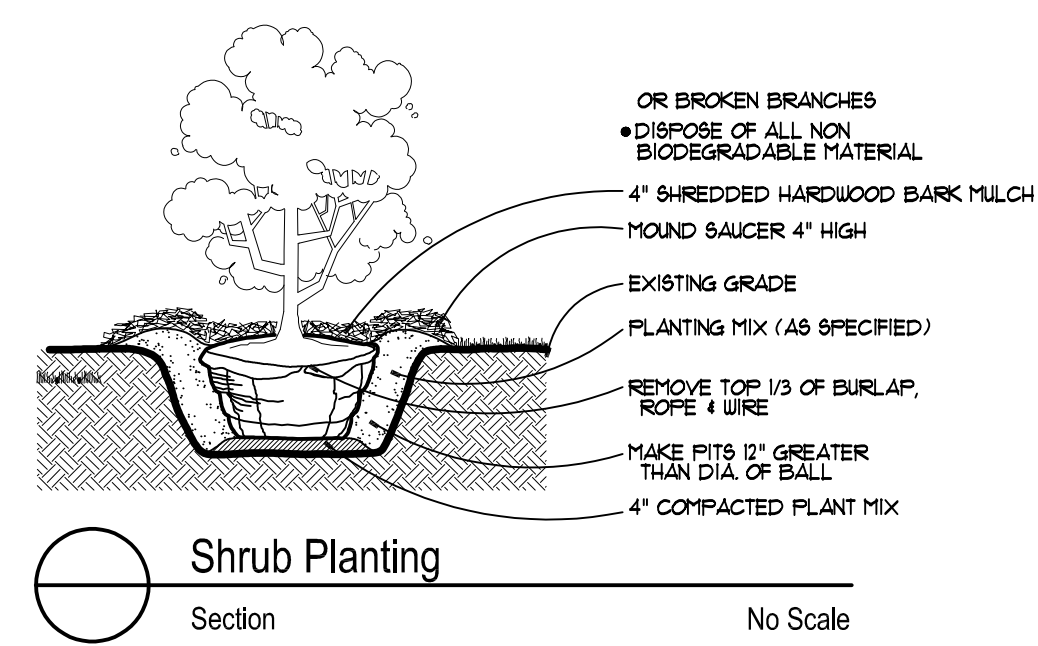 OR BROKEN BRANCHES
• DISPOSE OF ALL NON
BIODEGRADABLE MATERIAL
4" SHREDDED HARDWOOD BARK MULCH
MOUND SAUCER 4" HIGH
EXISTING GRADE
PLANTING MIX (AS SPECIFIED)
REMOVE TOP 1/3 OF BURLAP,
ROPE & WIRE
MAKE PITS 12" GREATER
THAN DIA. OF BALL
4" COMPACTED PLANT MIX
Shrub Planting
Section
No Scale